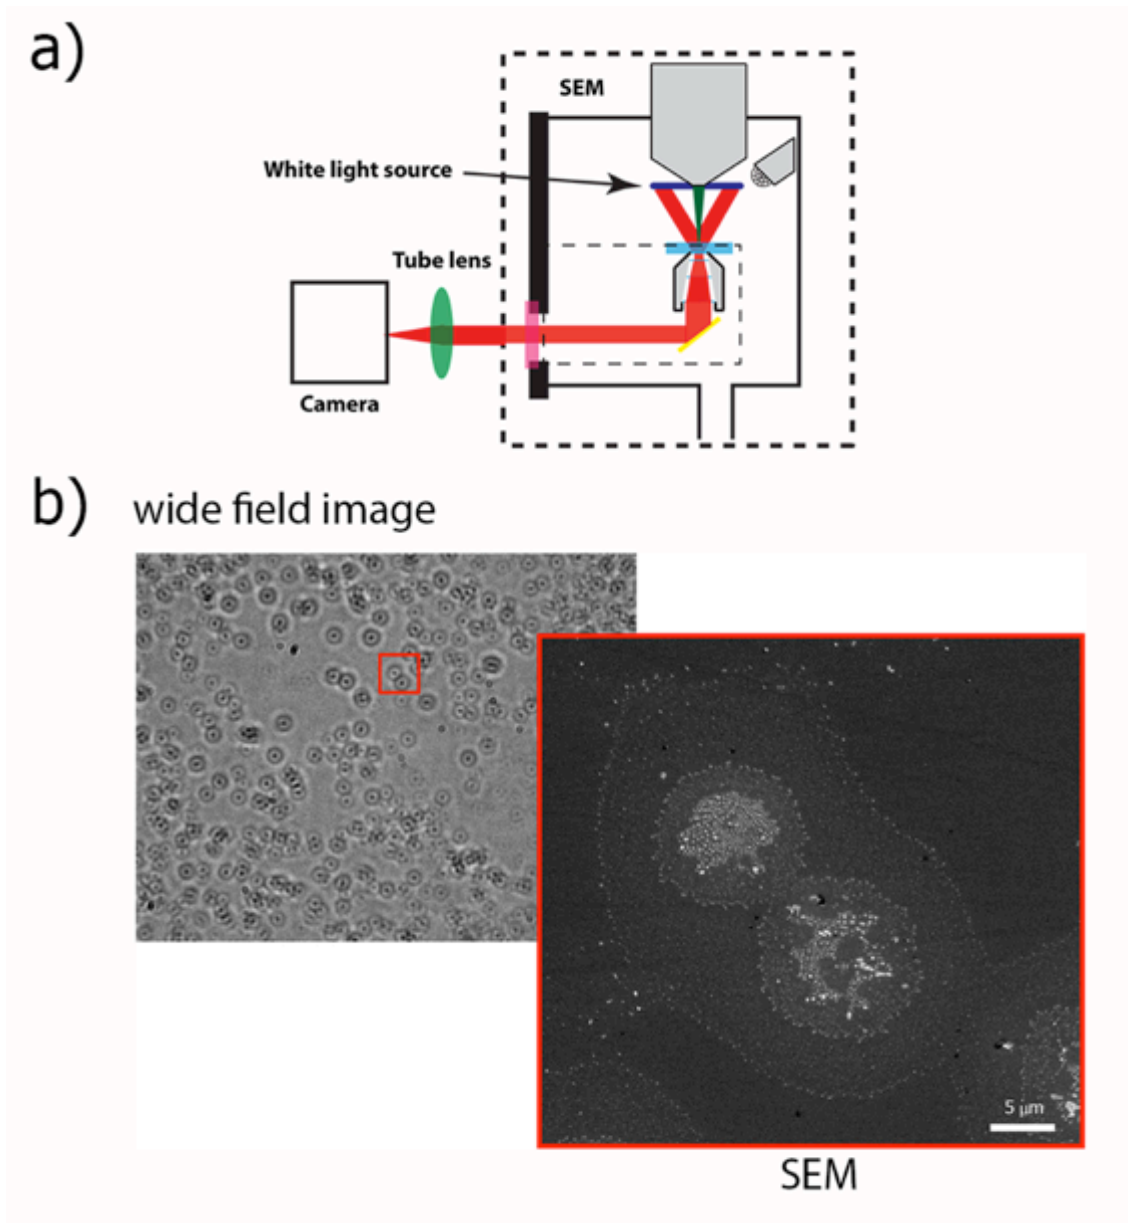 a)
SEM
White light source
Tube lens
Camera
b)
wide field image
5 µm
SEM